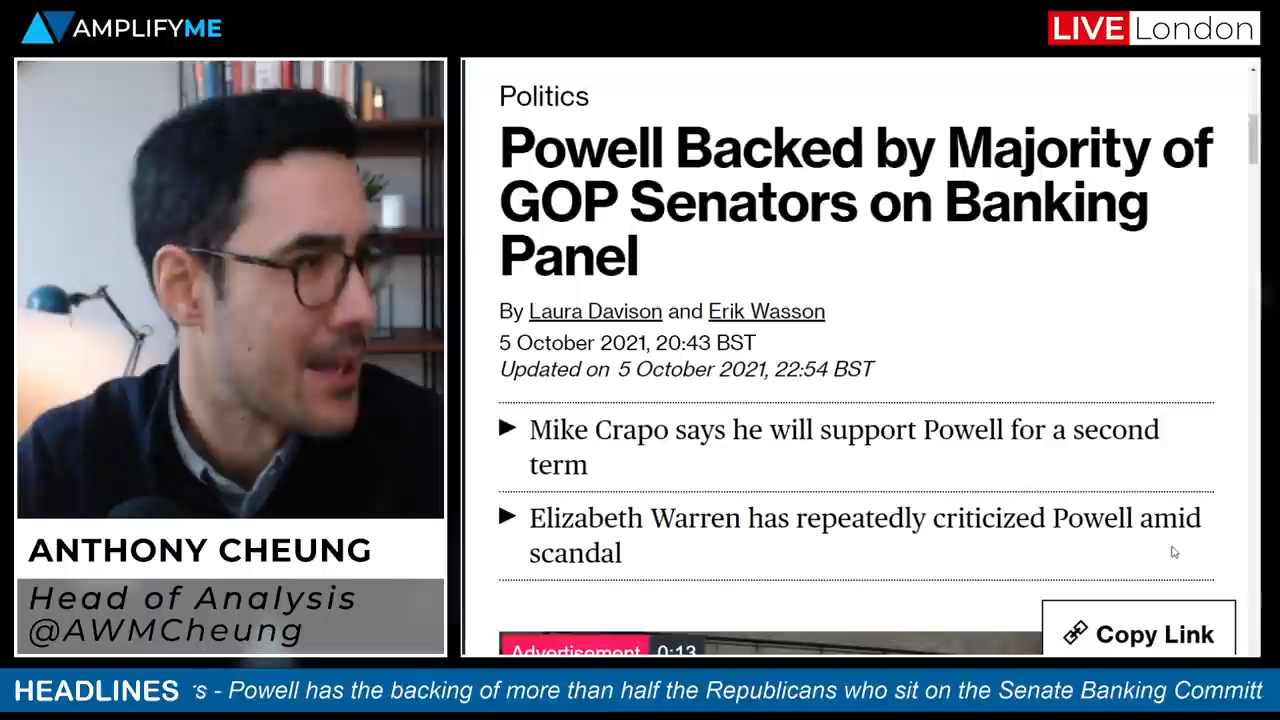 AMPLIFYME
LIVE London
Politics
Powell Backed by Majority of
GOP Senators on Banking
Panel
By Laura Davison and Erik Wasson
5 October 2021, 20:43 BST
Updated on 5 October 2021, 22:54 BST
Mike Crapo says he will support Powell for a second
term
Elizabeth Warren has repeatedly criticized Powell amid
scandal
Advertisement 0:13
Copy Link
ANTHONY CHEUNG
Head of Analysis
@AWMCheung
HEADLINES 's - Powell has the backing of more than half the Republicans who sit on the Senate Banking Committ